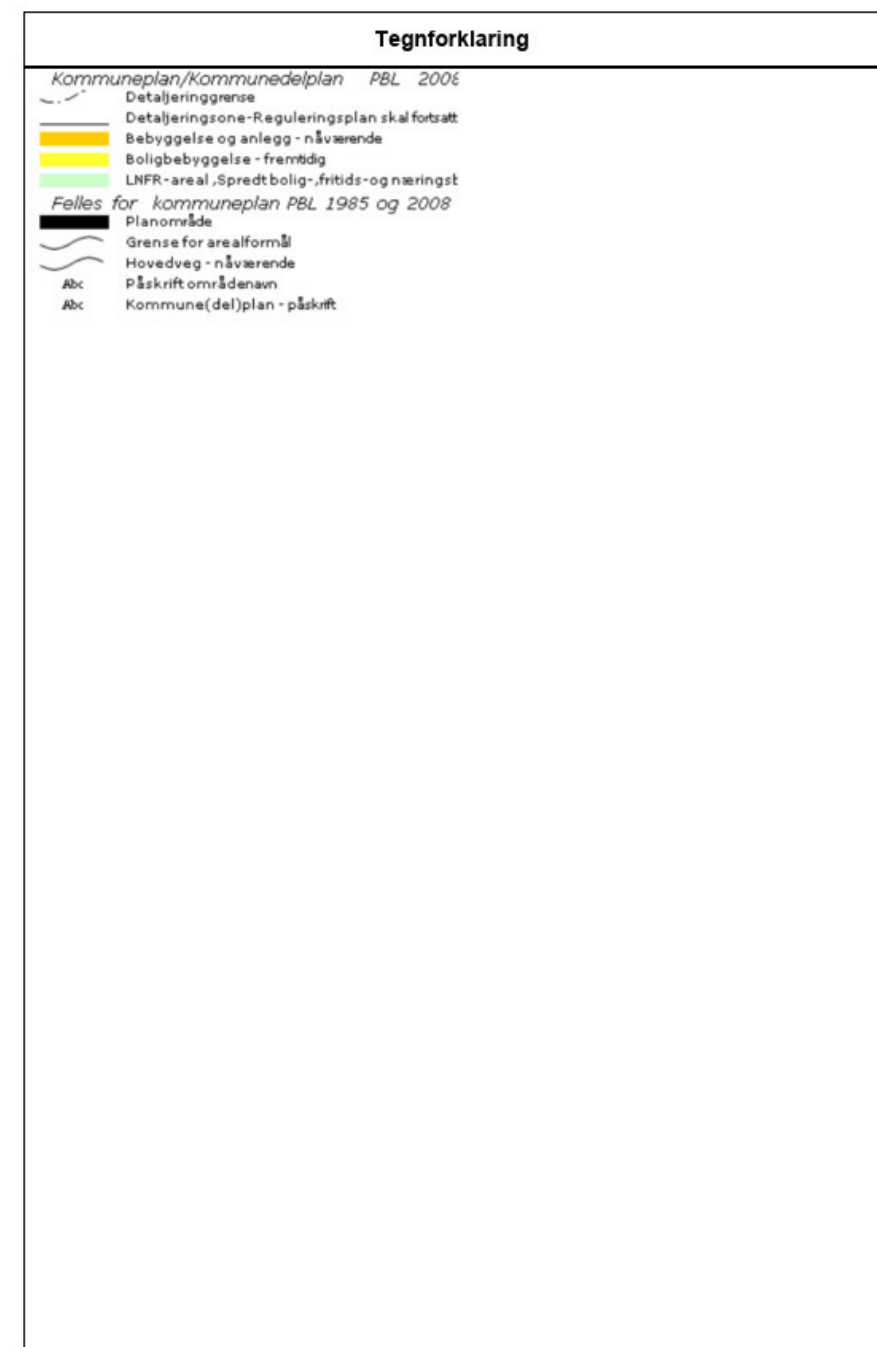 Tegnforklaring
Kommuneplan/Kommunedelplan PBL 2008
Detaljeringgrense
Detaljeringsone-Reguleringsplan skal fortsatt
Bebyggelse og anlegg - nåværende
Boligbebyggelse - fremtidig
LNFR-areal ,Spredt bolig-,fritids-og næringsb
Felles for kommuneplan PBL 1985 og 2008
Planområde
Grense for arealformål
Hovedveg - nåværende
Abc Påskrift områdenavn
Abc Kommune(del)plan - påskrift